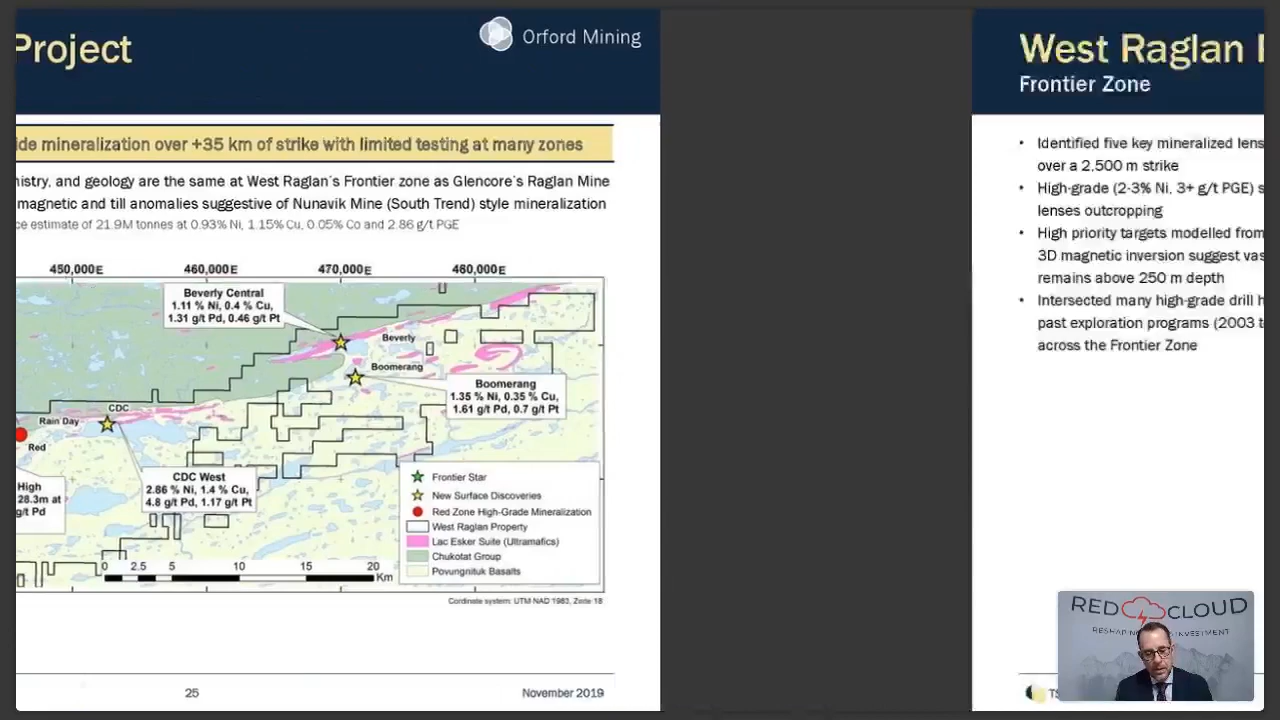 Project
Orford Mining
ide mineralization over +35 km of strike with limited testing at many zones
istry, and geology are the same at West Raglan's Frontier zone as Glencore's Raglan Mine
magnetic and till anomalies suggestive of Nunavik Mine (South Trend) style mineralization
ce estimate of 21.9M tonnes at 0.93% Ni, 1.15% Cu, 0.05% Co and 2.86 g/t PGE
450,000E 460,000E 470,000E 480,000E
Beverly Central
1.11 % Ni, 0.4 % Cu,
1.31 g/t Pd, 0.46 g/t Pt
Beverly
Boomerang
Boomerang
1.35 % Ni, 0.35 % Cu,
1.61 g/t Pd, 0.7 g/t Pt
CDC
Rain Day
Red
High
28.3m at
g/t Pd
CDC West
2.86 % Ni, 1.4 % Cu,
4.8 g/t Pd, 1.17 g/t Pt
Frontier Star
New Surface Discoveries
Red Zone High-Grade Mineralization
West Raglan Property
Lac Esker Suite (Ultramafics)
Chukotat Group
Povungnituk Basalts
0 2.5 5 10 15 20
Km
Cordinate system: UTM NAD 1983, Zone 18
25
November 2019
West Raglan
Frontier Zone
• Identified five key mineralized lens
over a 2,500 m strike
• High-grade (2-3% Ni, 3+ g/t PGE) s
lenses outcropping
• High priority targets modelled from
3D magnetic inversion suggest vas
remains above 250 m depth
• Intersected many high-grade drill h
past exploration programs (2003 t
across the Frontier Zone
TS
RED CLOUD